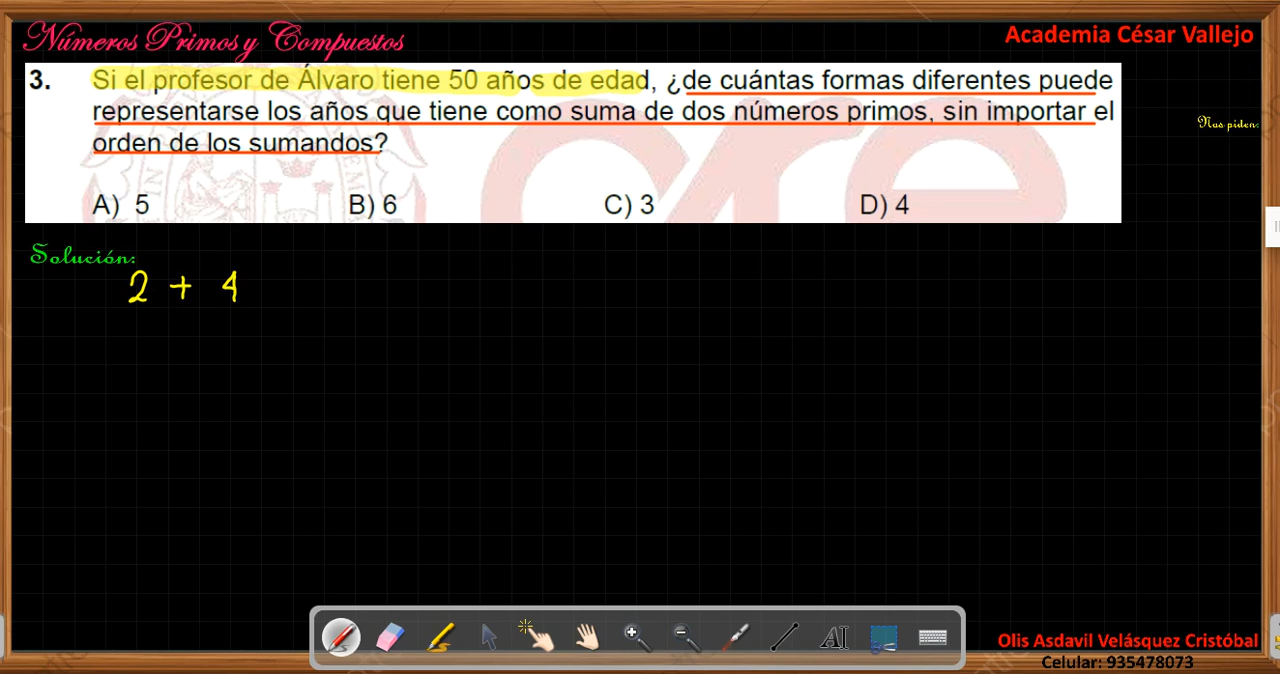 Números Primos y Compuestos
Academia César Vallejo
3. Si el profesor de Álvaro tiene 50 años de edad, ¿de cuántas formas diferentes puede
representarse los años que tiene como suma de dos números primos, sin importar el
orden de los sumandos?
Nos piden:
A) 5 B) 6 C) 3 D) 4
Solución:
2 + 4
AI
Olis Asdavil Velásquez Cristóbal
Celular: 935478073